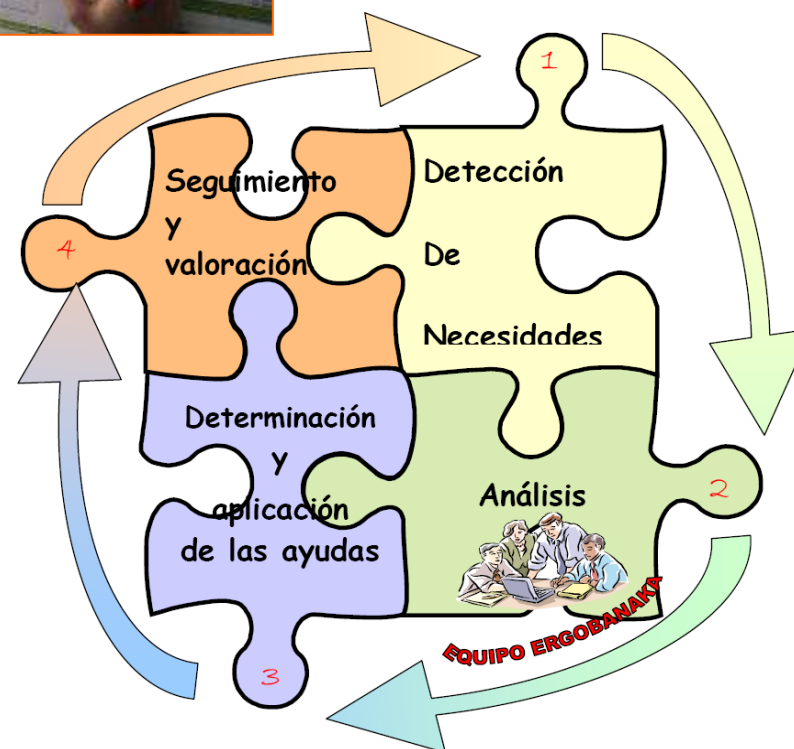 1
Detección
De
Necesidades
2
Análisis
EQUIPO ERGOBANAKA
3
Determinación
y
aplicación
de las ayudas
4
Seguimiento
y
valoración